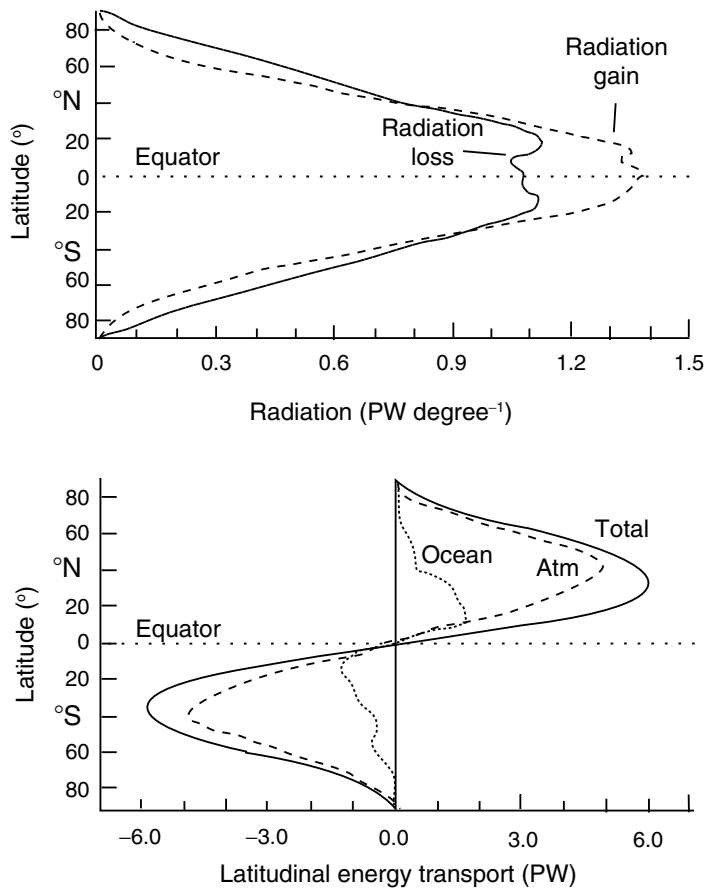 80
60
°N
20
0
20
°S
60
80
Latitude (°)
Equator
Radiation
gain
Radiation
loss
0
0.3
0.6
0.9
1.2
1.5
Radiation (PW degree⁻¹)
80
60
°N
20
0
20
°S
60
80
Latitude (°)
Equator
Total
Ocean
Atm
−6.0
−3.0
0.0
3.0
6.0
Latitudinal energy transport (PW)